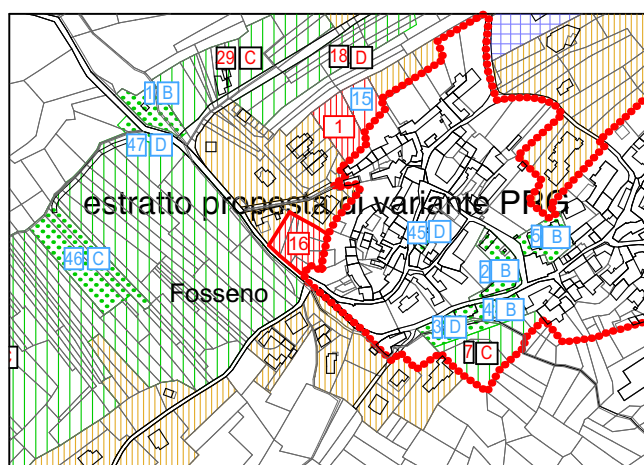 29 C
18 D
1 B
15
1
47 D
estratto proposta di variante PRG
45 D
5 B
16
46 C
2 B
Fosseno
4 B
3 D
7 C